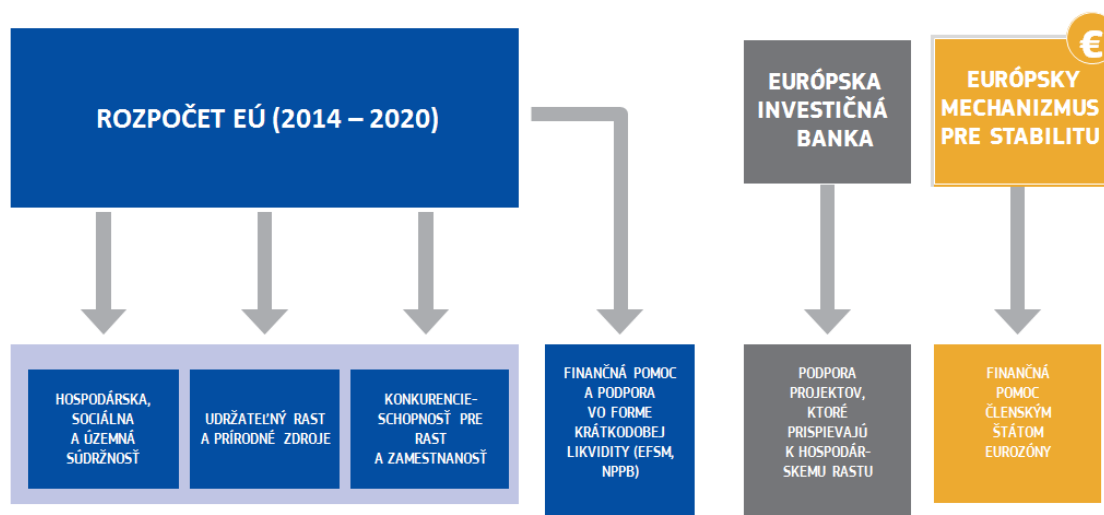 ROZPOČET EÚ (2014 – 2020)
EURÓPSKA
INVESTIČNÁ
BANKA
€
EURÓPSKY
MECHANIZMUS
PRE STABILITU
HOSPODÁRSKA,
SOCIÁLNA
A ÚZEMNÁ
SÚDRŽNOSŤ
UDRŽATEĽNÝ RAST
A PRÍRODNÉ ZDROJE
KONKURENCIE-
SCHOPNOSŤ PRE
RAST
A ZAMESTNANOSŤ
FINANČNÁ POMOC
A PODPORA
VO FORME
KRÁTKODOBEJ
LIKVIDITY (EFSM,
NPPB)
PODPORA
PROJEKTOV,
KTORÉ
PRISPIEVAJÚ
K HOSPODÁR-
SKEMU RASTU
FINANČNÁ
POMOC
ČLENSKÝM
ŠTÁTOM
EUROZÓNY